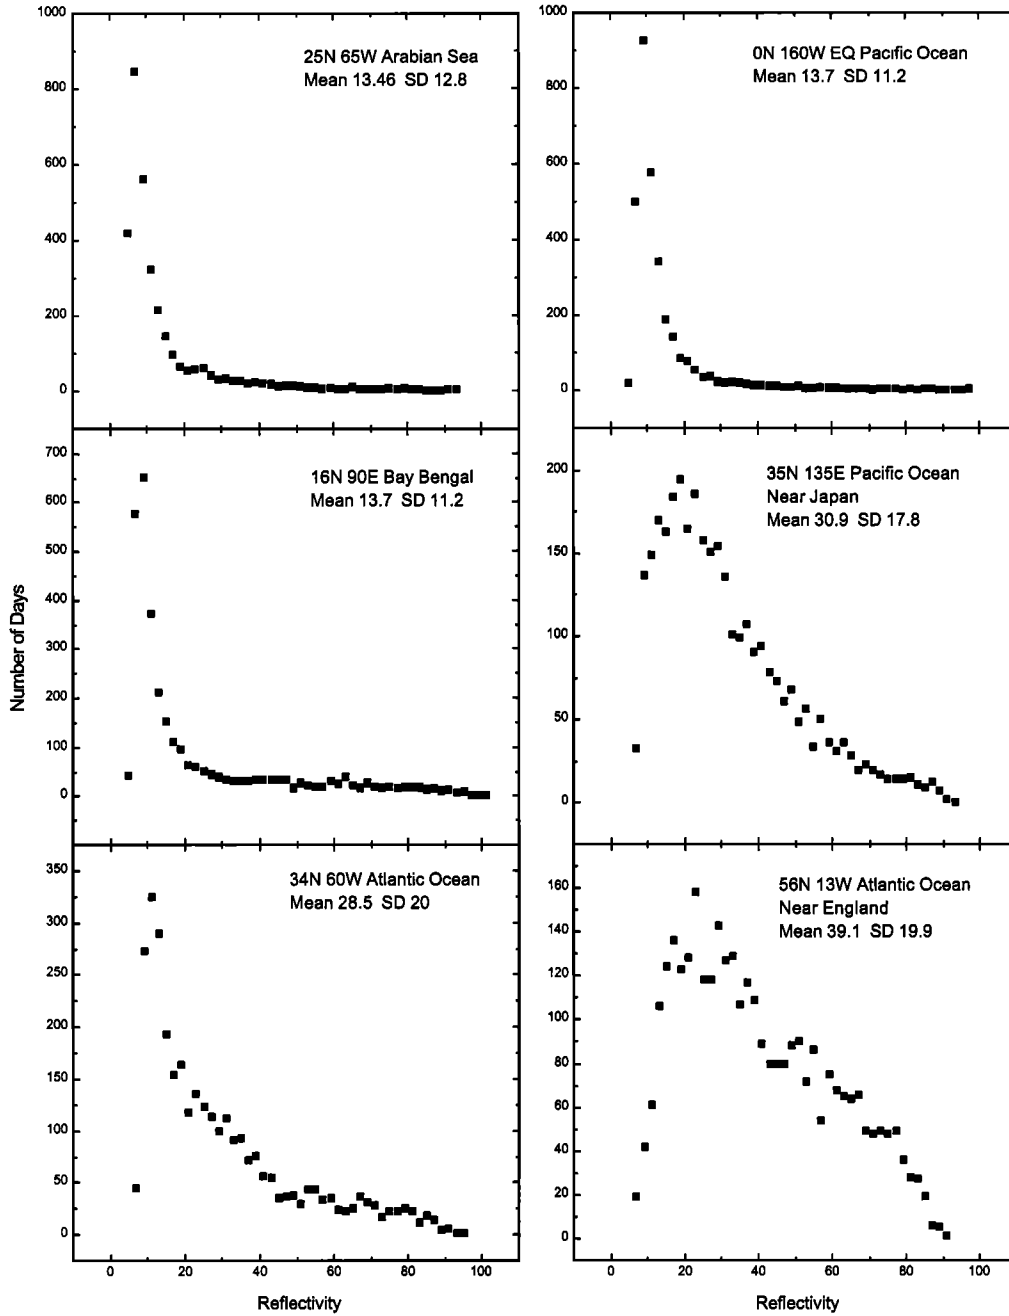 1000
800
600
400
200
0
25N 65W Arabian Sea
Mean 13.46 SD 12.8
1000
800
600
400
200
0
0N 160W EQ Pacific Ocean
Mean 13.7 SD 11.2
700
600
500
400
300
200
100
0
16N 90E Bay Bengal
Mean 13.7 SD 11.2
200
150
100
50
0
35N 135E Pacific Ocean
Near Japan
Mean 30.9 SD 17.8
Number of Days
350
300
250
200
150
100
50
0
34N 60W Atlantic Ocean
Mean 28.5 SD 20
160
140
120
100
80
60
40
20
0
56N 13W Atlantic Ocean
Near England
Mean 39.1 SD 19.9
0 20 40 60 80 100
0 20 40 60 80 100
Reflectivity
Reflectivity